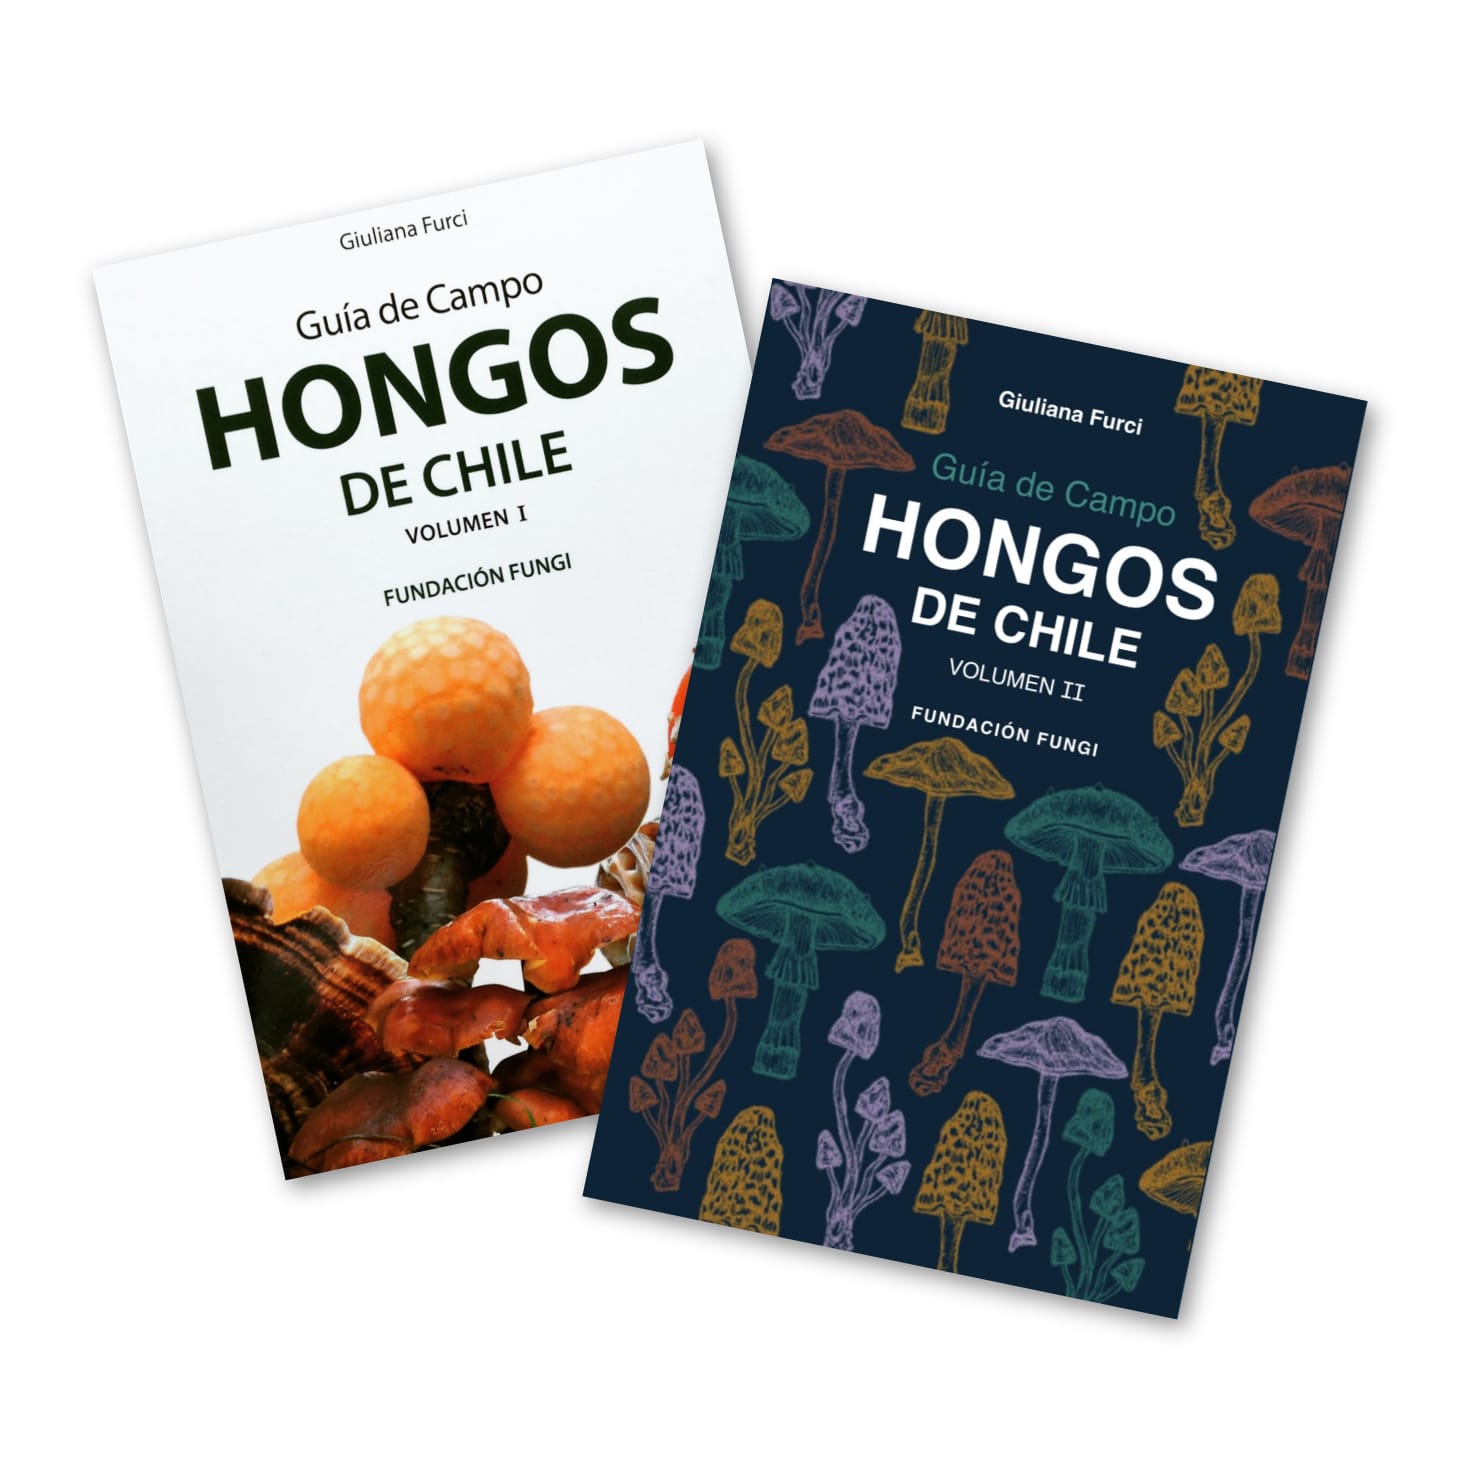 Giuliana Furci
Guía de Campo
HONGOS
DE CHILE
VOLUMEN I
FUNDACIÓN FUNGI
Giuliana Furci
Guía de Campo
HONGOS
DE CHILE
VOLUMEN II
FUNDACIÓN FUNGI